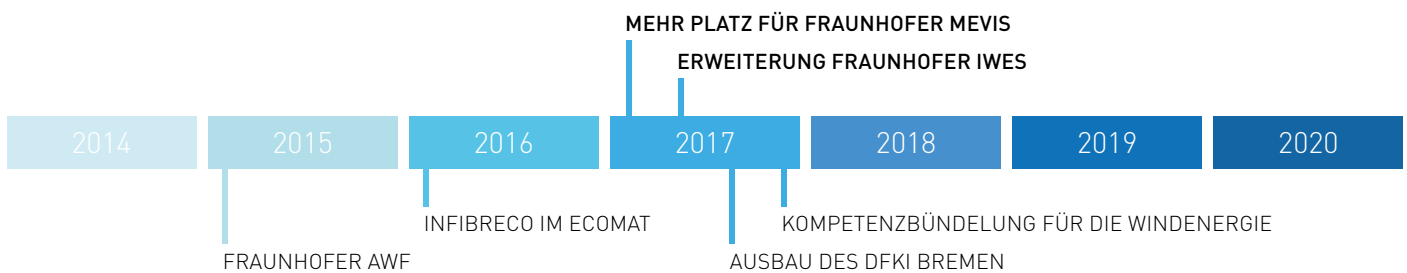 MEHR PLATZ FÜR FRAUNHOFER MEVIS
ERWEITERUNG FRAUNHOFER IWES
2014 2015 2016 2017 2018 2019 2020
INFIBRECO IM ECOMAT KOMPETENZBÜNDELUNG FÜR DIE WINDENERGIE
FRAUNHOFER AWF AUSBAU DES DFKI BREMEN